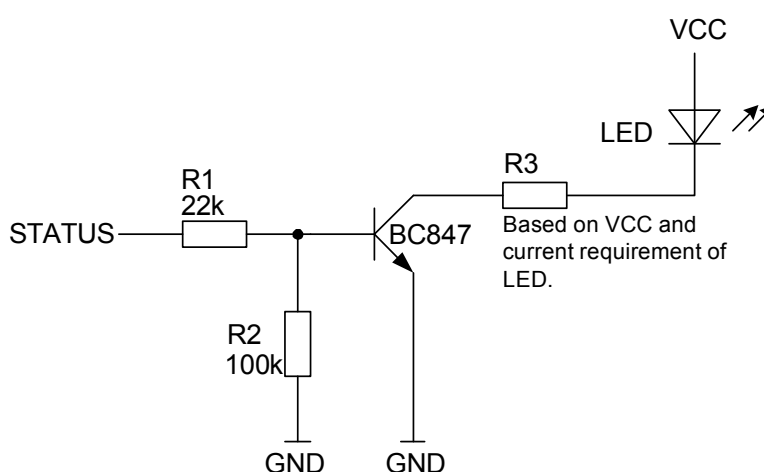 VCC
LED
R3
R1
22k
STATUS
BC847
Based on VCC and
current requirement of
LED.
R2
100k
GND
GND